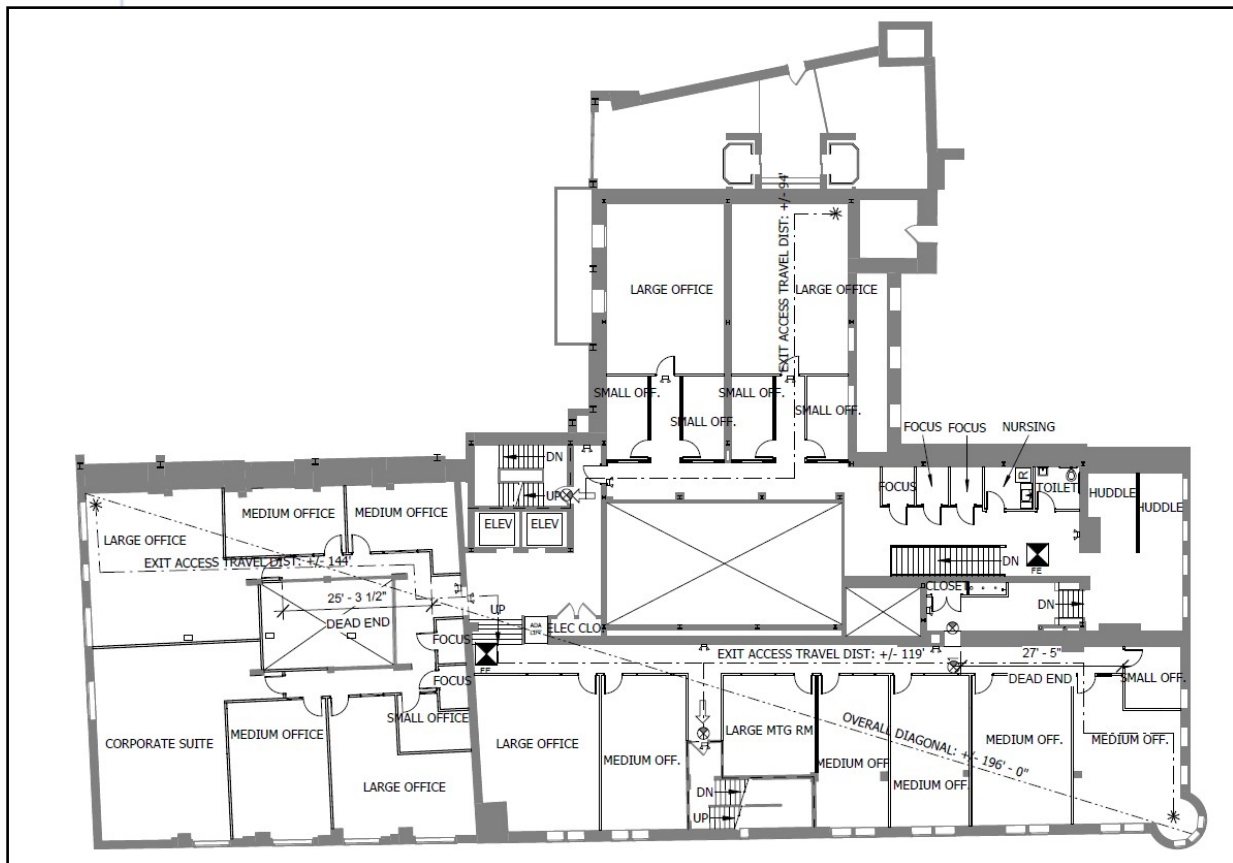 EXIT ACCESS TRAVEL DIST: +/- 94'
LARGE OFFICE
LARGE OFFICE
SMALL OFF.
SMALL OFF.
SMALL OFF.
SMALL OFF.
FOCUS
FOCUS
NURSING
DN
UP
ELEV
ELEV
FOCUS
R
TOILET
HUDDLE
HUDDLE
MEDIUM OFFICE
MEDIUM OFFICE
LARGE OFFICE
EXIT ACCESS TRAVEL DIST: +/- 144'
25' - 3 1/2"
DEAD END
UP
ADA
ELEC CLO
DN
FE
CLOSET
DN
FOCUS
FE
FOCUS
EXIT ACCESS TRAVEL DIST: +/- 119'
27' - 5"
DEAD END
SMALL OFF.
SMALL OFFICE
CORPORATE SUITE
MEDIUM OFFICE
LARGE OFFICE
LARGE OFFICE
MEDIUM OFF.
LARGE MTG RM
OVERALL DIAGONAL: +/- 196' - 0"
MEDIUM OFF.
MEDIUM OFF.
MEDIUM OFF.
MEDIUM OFF.
DN
UP